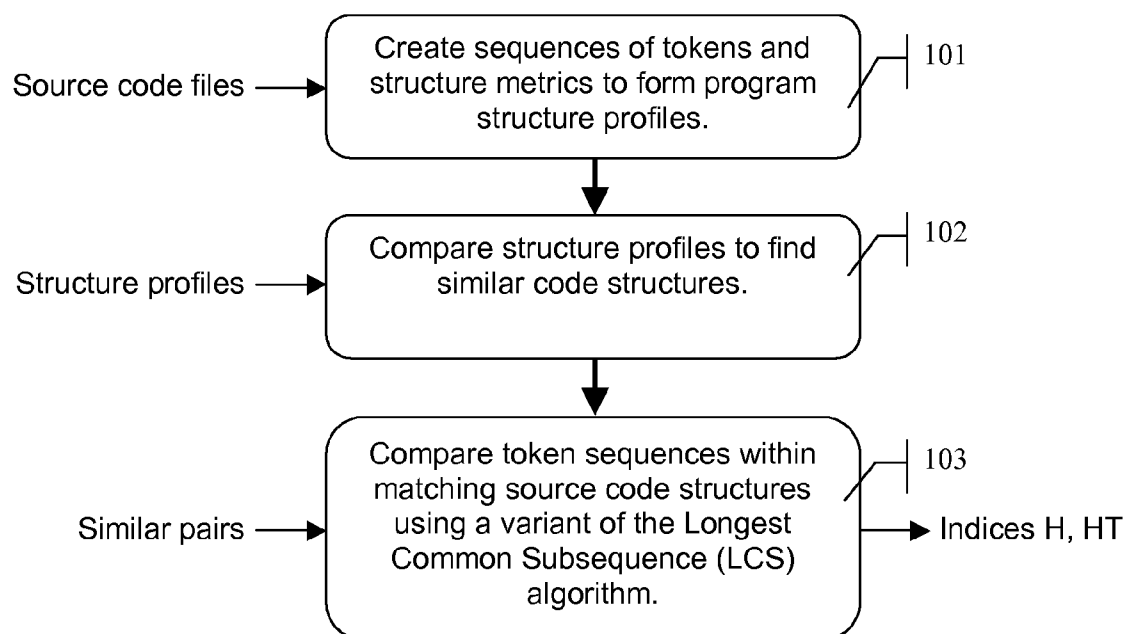 Source code files
Create sequences of tokens and
structure metrics to form program
structure profiles.
101
Structure profiles
Compare structure profiles to find
similar code structures.
102
Similar pairs
Compare token sequences within
matching source code structures
using a variant of the Longest
Common Subsequence (LCS)
algorithm.
103
Indices H, HT